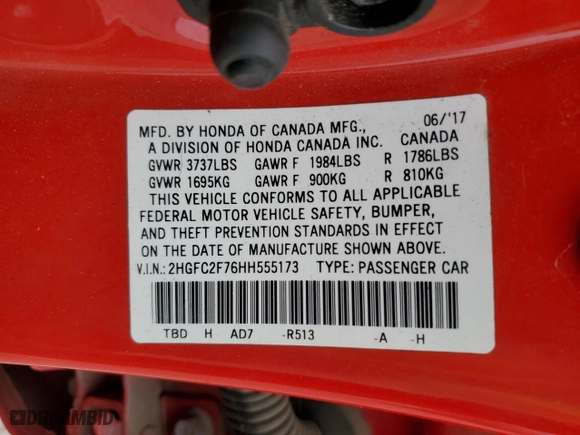 MFD. BY HONDA OF CANADA MFG., 06/'17
A DIVISION OF HONDA CANADA INC. CANADA
GVWR 3737LBS GAWR F 1984LBS R 1786LBS
GVWR 1695KG GAWR F 900KG R 810KG
THIS VEHICLE CONFORMS TO ALL APPLICABLE
FEDERAL MOTOR VEHICLE SAFETY, BUMPER,
AND THEFT PREVENTION STANDARDS IN EFFECT
ON THE DATE OF MANUFACTURE SHOWN ABOVE.
V.I.N.: 2HGFC2F76HH555173 TYPE: PASSENGER CAR
TBD H AD7 -R513 -A -H
DREAMBID